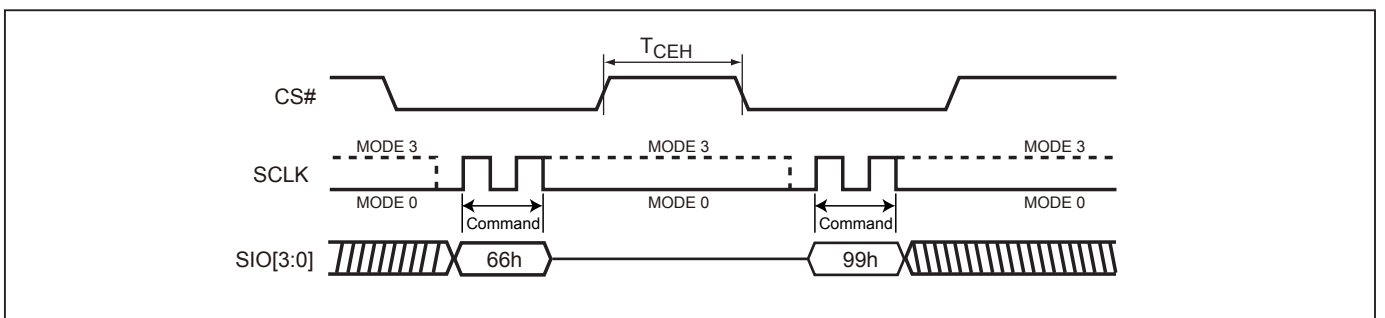 TCEH
CS#
MODE 3 MODE 3 MODE 3
SCLK
MODE 0 MODE 0 MODE 0
Command Command
SIO[3:0] 66h 99h